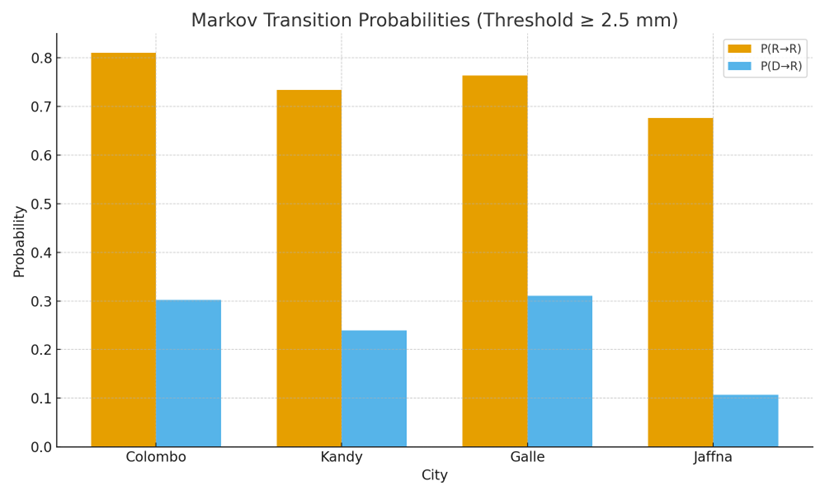 Markov Transition Probabilities (Threshold ≥ 2.5 mm)
P(R→R)
P(D→R)
0.8
0.7
0.6
0.5
0.4
0.3
0.2
0.1
0.0
Probability
Colombo
Kandy
Galle
Jaffna
City